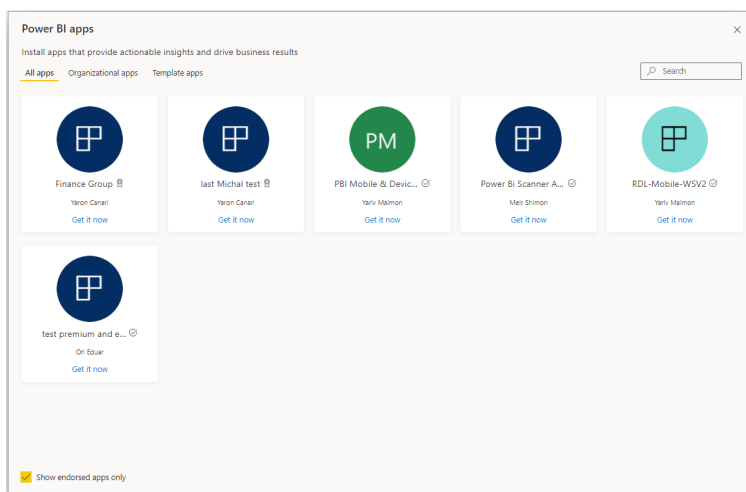 Power BI apps
Install apps that provide actionable insights and drive business results
All apps Organizational apps Template apps
Search
Finance Group
Yaron Canari
Get it now
last Michal test
Yaron Canari
Get it now
PM
PBI Mobile & Devic...
Yariv Maimon
Get it now
Power Bi Scanner A...
Meir Shimon
Get it now
RDL-Mobile-WSV2
Yariv Maimon
Get it now
test premium and e...
Ori Eduar
Get it now
Show endorsed apps only